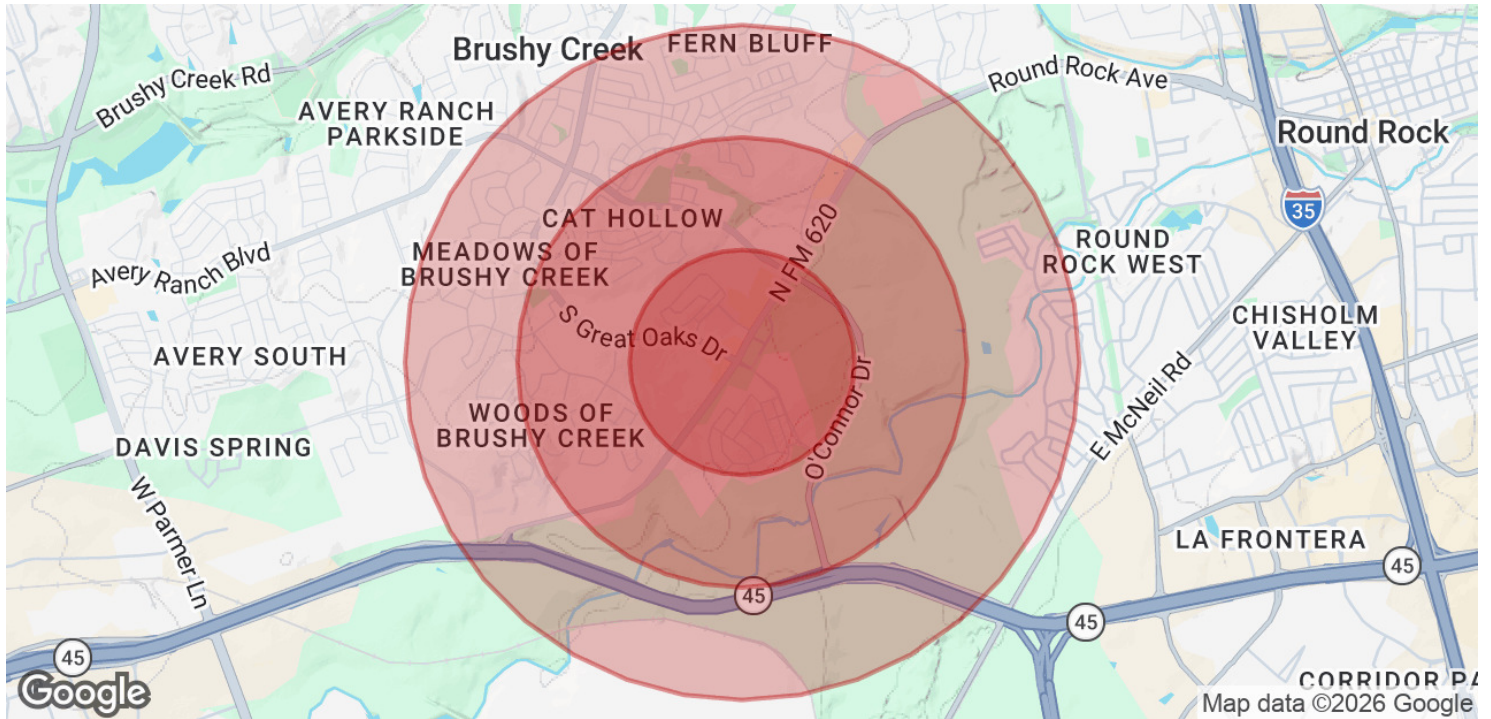 Brushy Creek
FERN BLUFF
Brushy Creek Rd
Round Rock Ave
AVERY RANCH
PARKSIDE
Round Rock
35
CAT HOLLOW
N FM 620
MEADOWS OF
BRUSHY CREEK
ROUND
ROCK WEST
Avery Ranch Blvd
S Great Oaks Dr
CHISHOLM
VALLEY
AVERY SOUTH
O'Connor Dr
E McNeil Rd
WOODS OF
BRUSHY CREEK
DAVIS SPRING
W Parmer Ln
LA FRONTERA
45
45
45
45
CORRIDOR PA
Google
Map data ©2026 Google